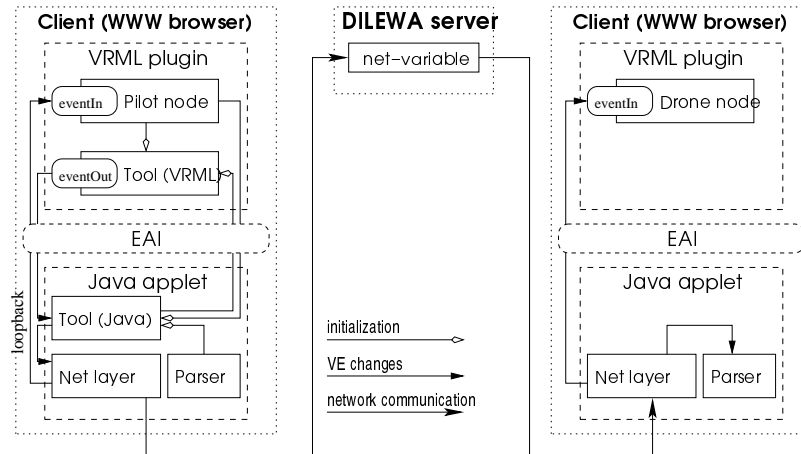 Client (WWW browser)
VRML plugin
eventIn
Pilot node
eventOut
Tool (VRML)
EAI
Java applet
loopback
Tool (Java)
Net layer
Parser
DILEWA server
net-variable
initialization
VE changes
network communication
Client (WWW browser)
VRML plugin
eventIn
Drone node
EAI
Java applet
Net layer
Parser